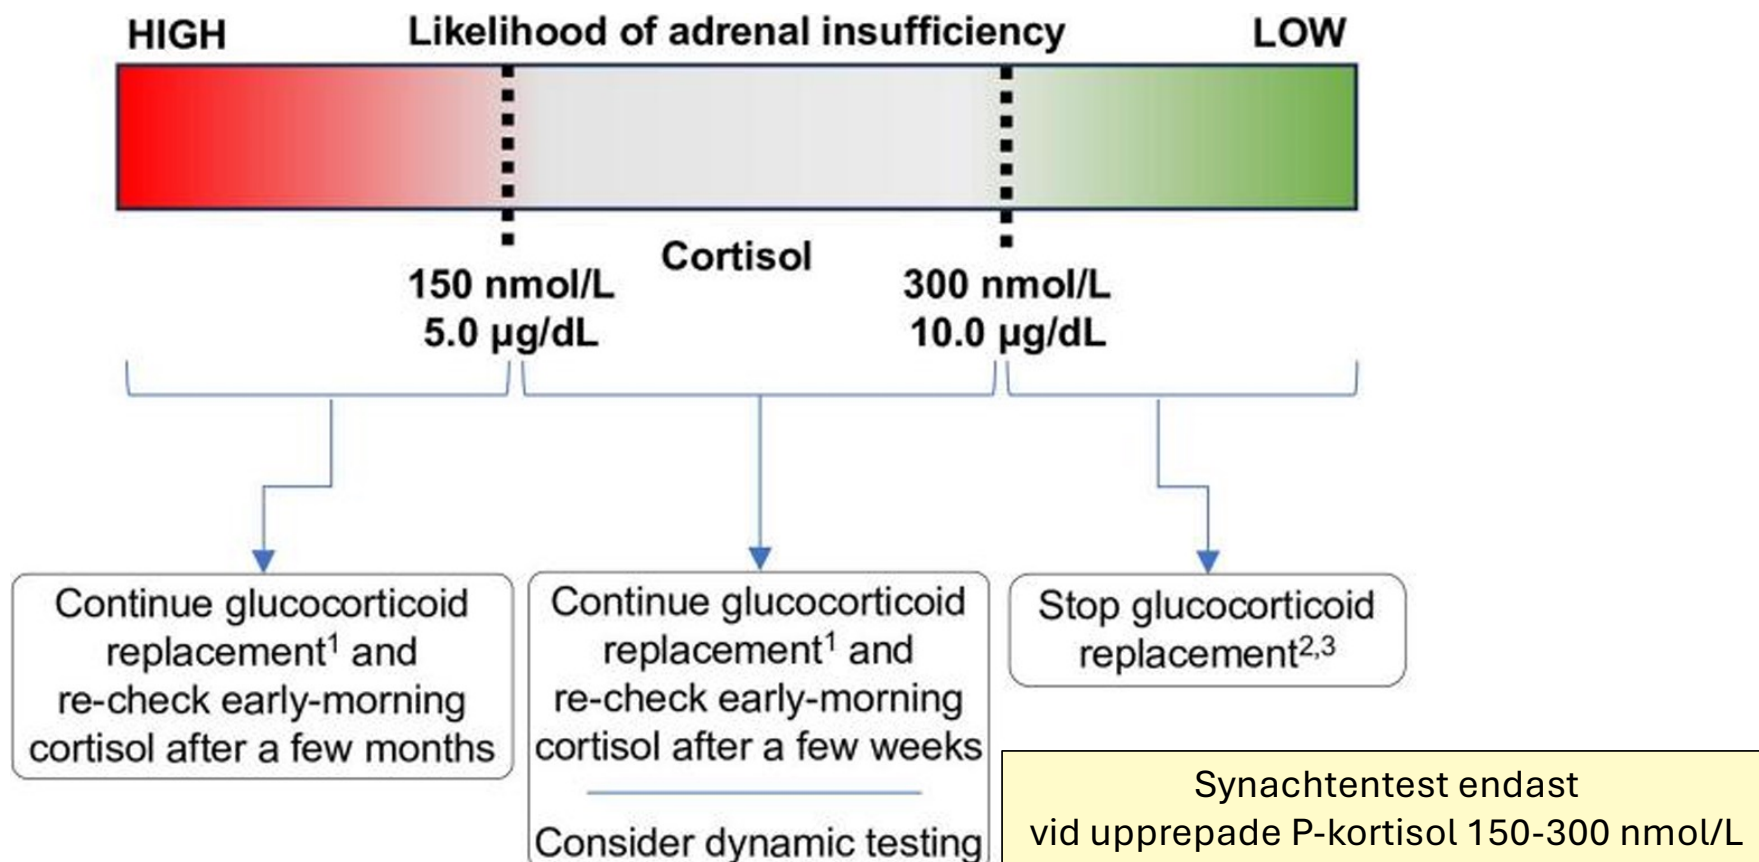 HIGH
Likelihood of adrenal insufficiency
LOW
Cortisol
150 nmol/L
5.0 µg/dL
300 nmol/L
10.0 µg/dL
Continue glucocorticoid
replacement¹ and
re-check early-morning
cortisol after a few months
Continue glucocorticoid
replacement¹ and
re-check early-morning
cortisol after a few weeks
Consider dynamic testing
Stop glucocorticoid
replacement²,³
Synachtentest endast
vid upprepade P-kortisol 150-300 nmol/L